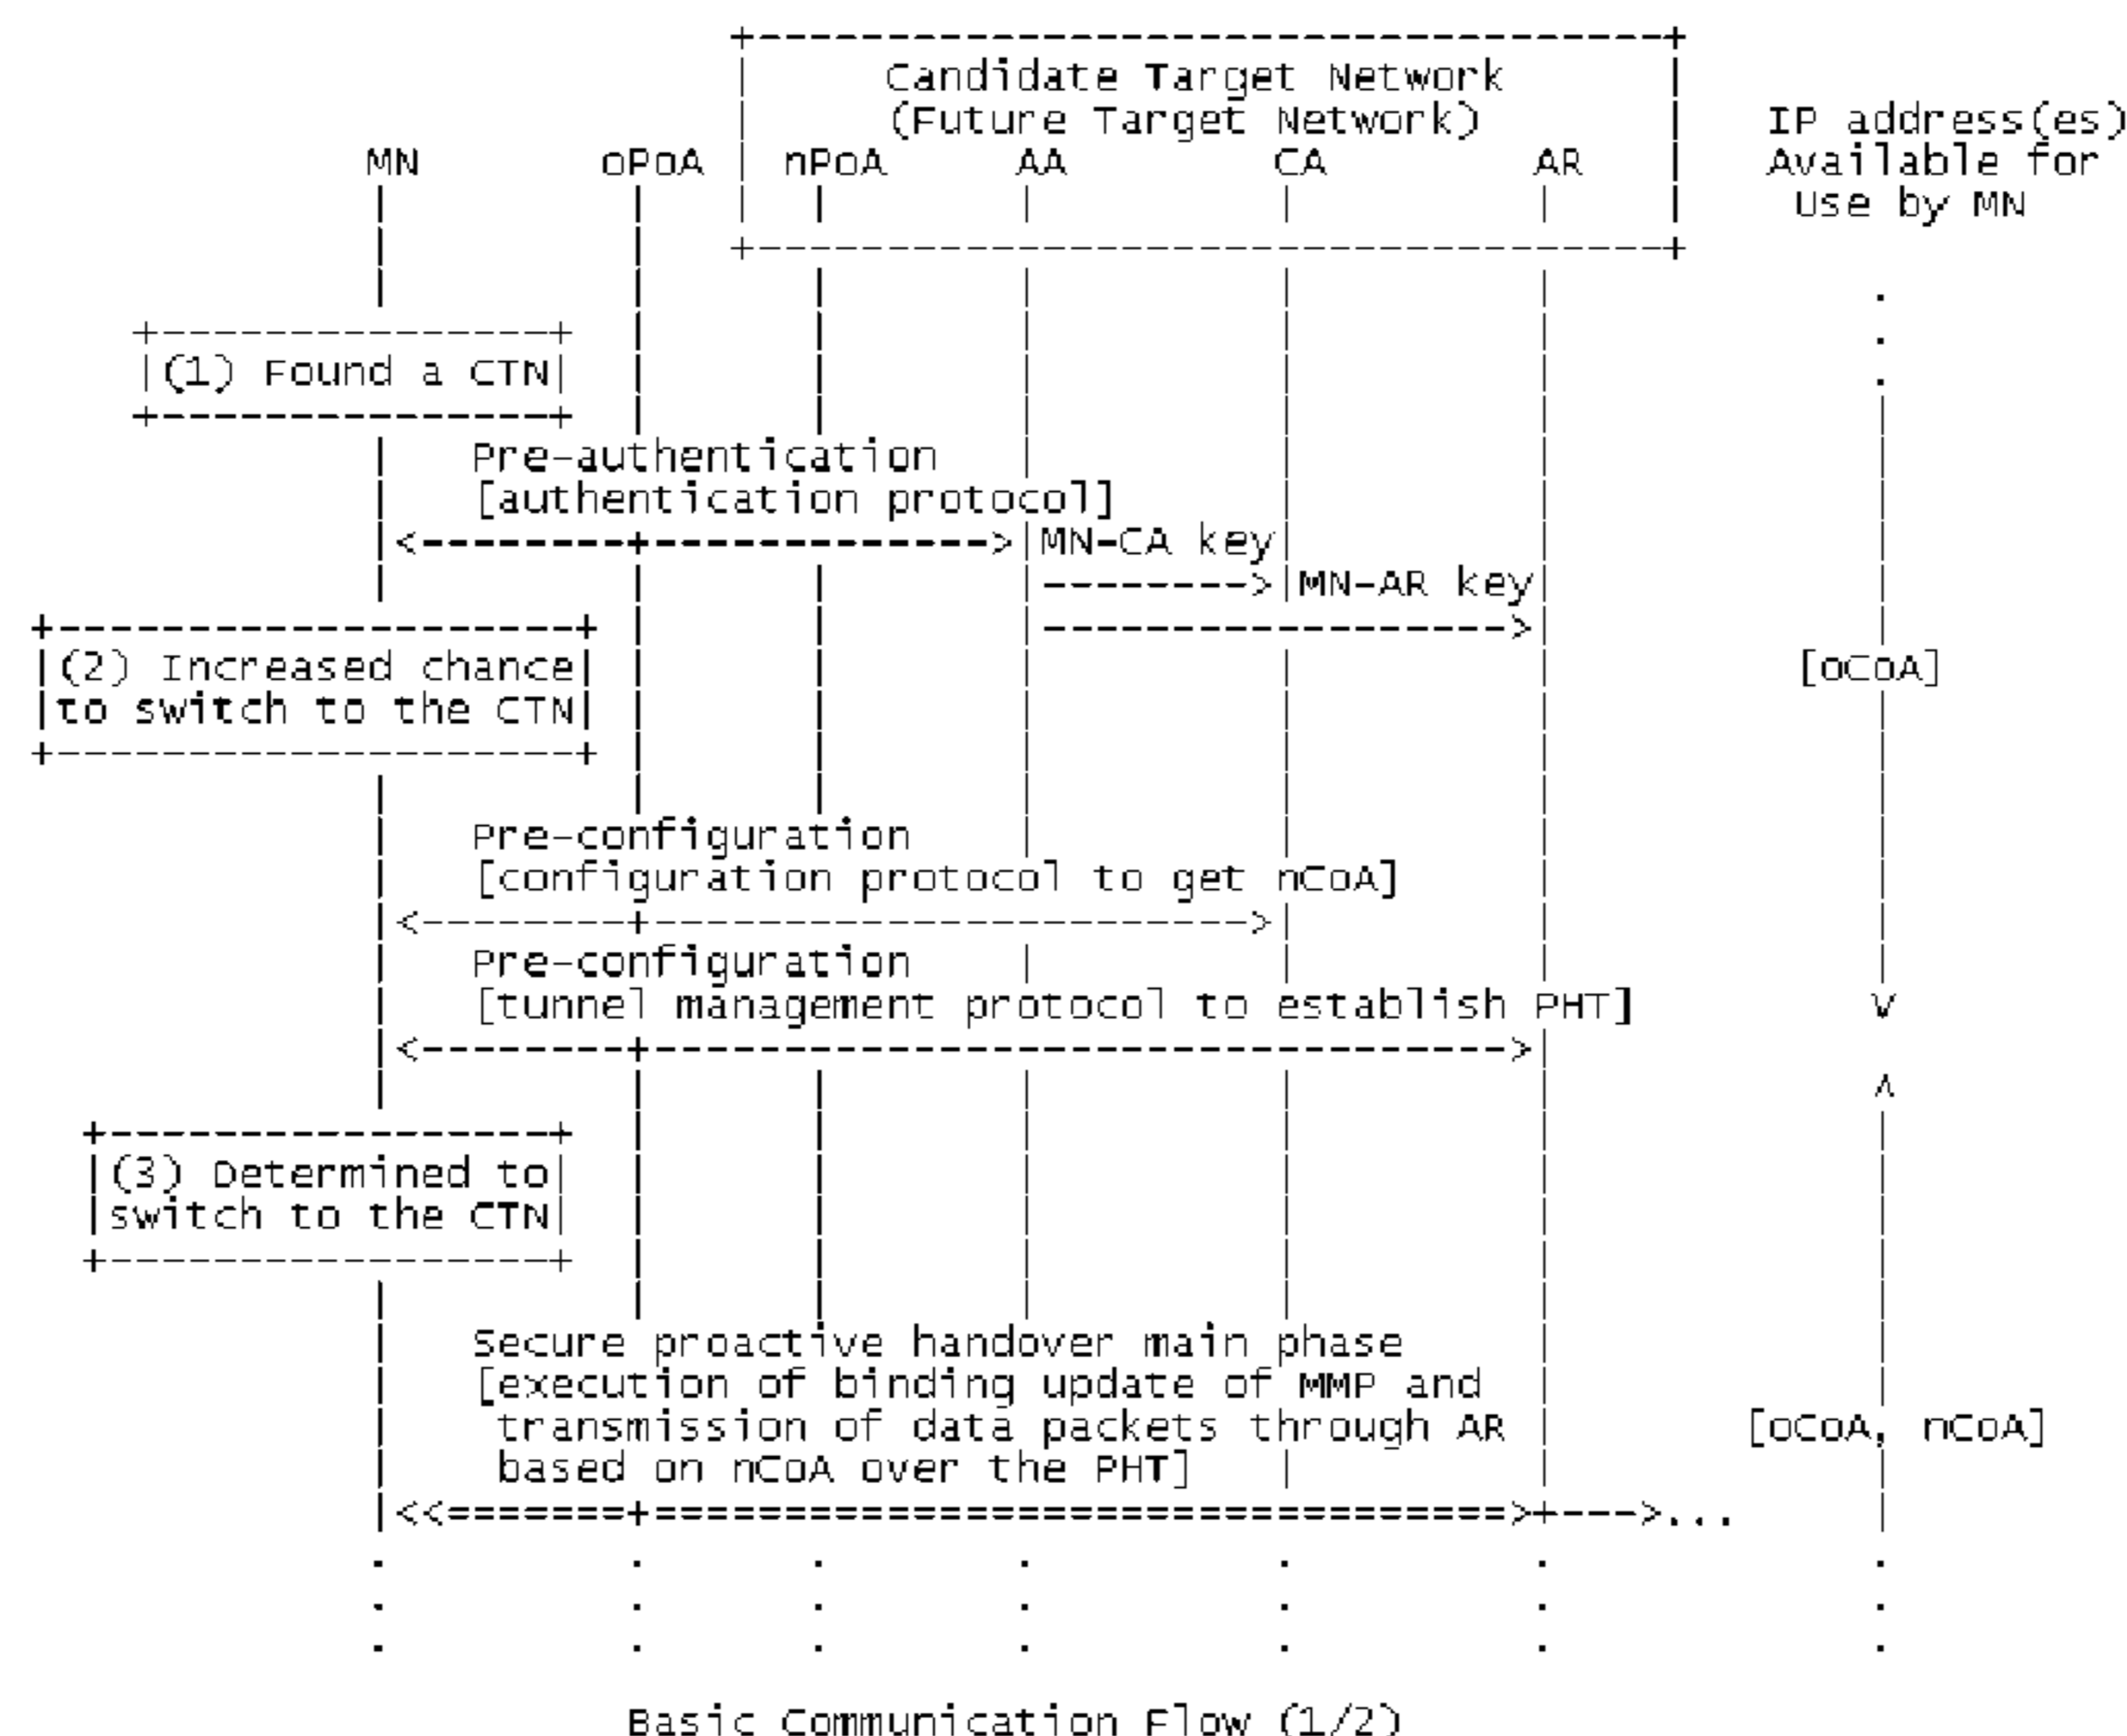 Candidate Target Network
(Future Target Network)
IP address(es)
MN oPoA nPoA AA CA AR Available for
Use by MN
(1) Found a CTN
Pre-authentication
[authentication protocol]
MN-CA key
MN-AR key
(2) Increased chance
[oCoA]
to switch to the CTN
Pre-configuration
[configuration protocol to get nCoA]
Pre-configuration
[tunnel management protocol to establish PHT]
(3) Determined to
switch to the CTN
Secure proactive handover main phase
[execution of binding update of MMP and
transmission of data packets through AR
[oCoA, nCoA]
based on nCoA over the PHT]
...
Basic Communication Flow (1/2)